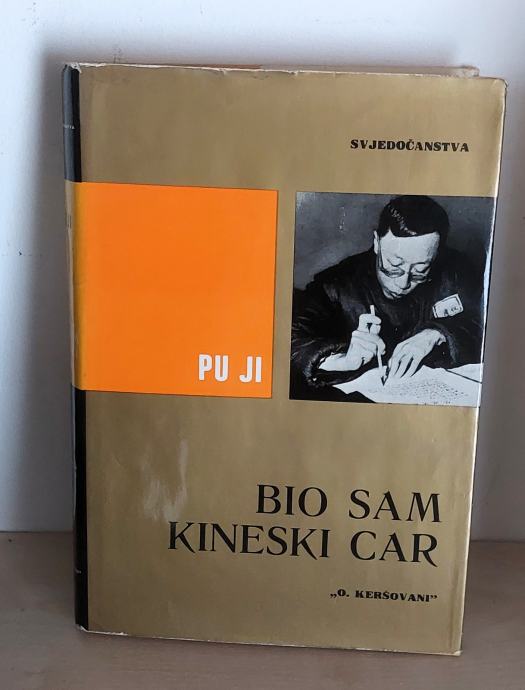 SVJEDOČANSTVA
PU JI
BIO SAM
KINESKI CAR
„O. KERŠOVANI”